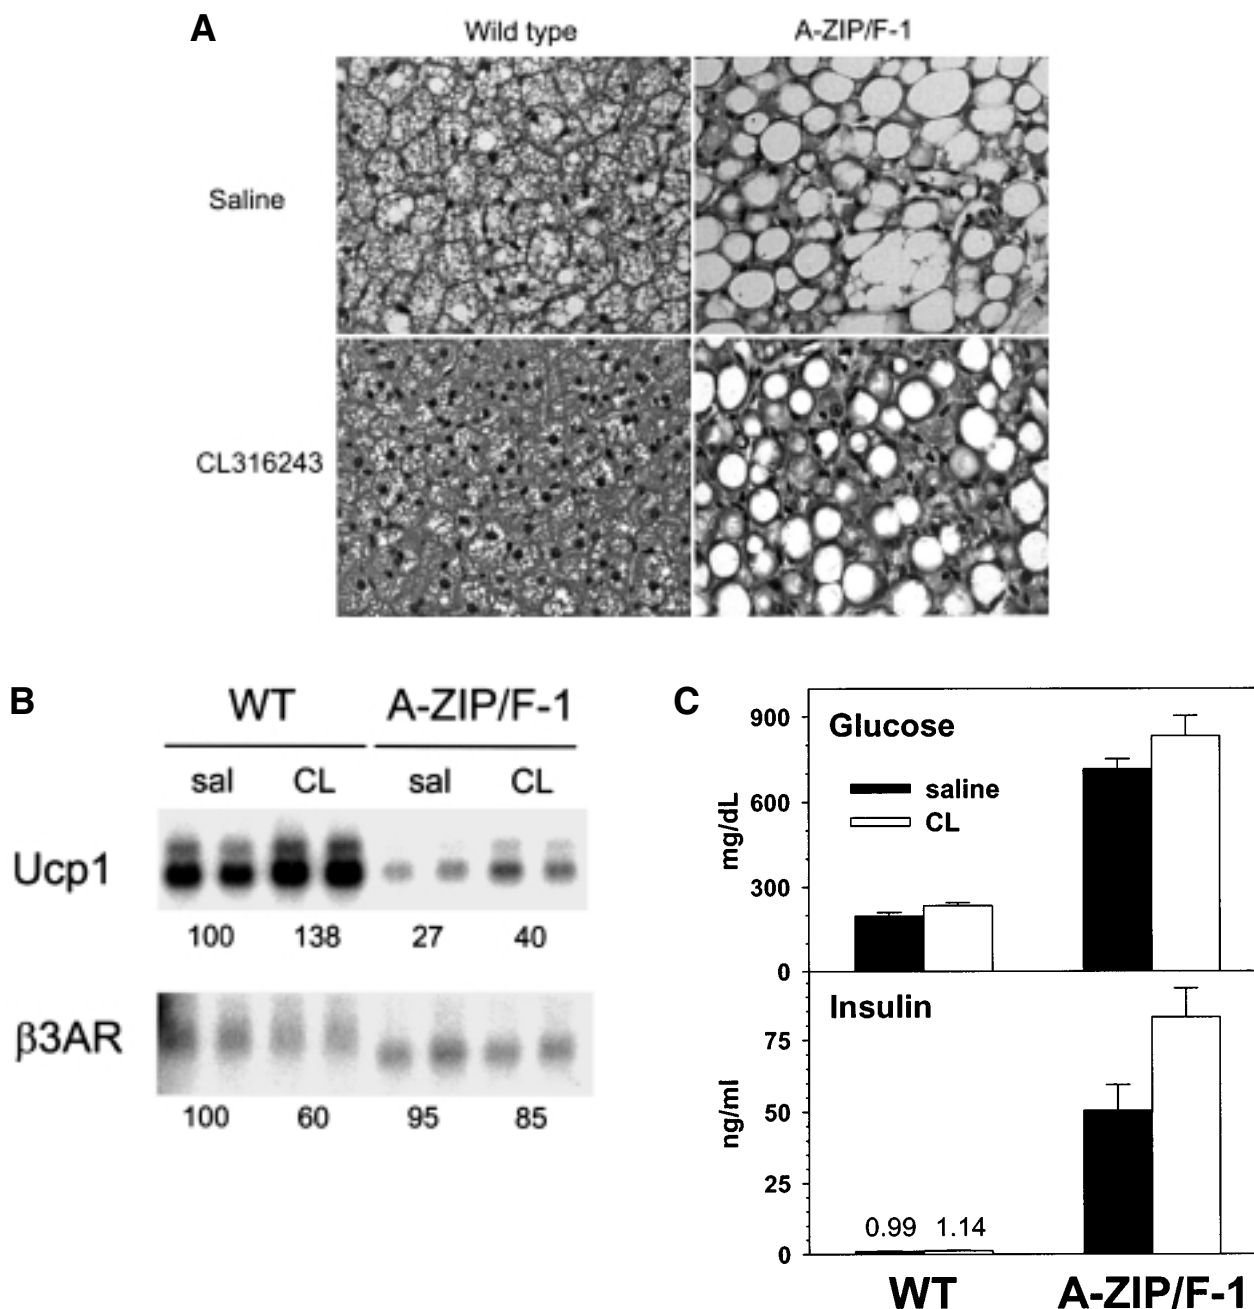 A
Wild type A-ZIP/F-1
Saline
CL316243
B
WT A-ZIP/F-1
sal CL sal CL
Ucp1
100 138 27 40
β3AR
100 60 95 85
C
Glucose
saline
CL
mg/dL
900
600
300
0
Insulin
ng/ml
75
50
25
0
0.99 1.14
WT A-ZIP/F-1